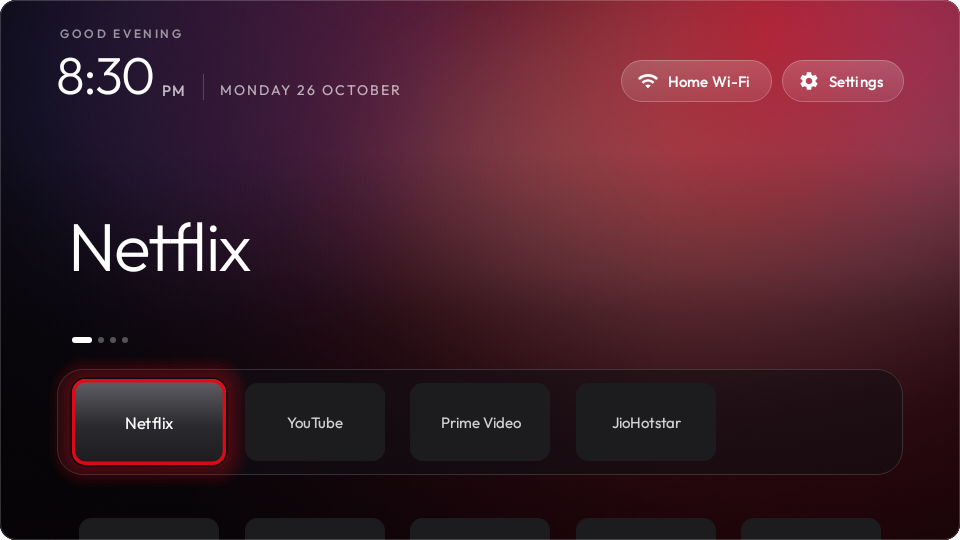 GOOD EVENING
8:30 PM
MONDAY 26 OCTOBER
Home Wi-Fi
Settings
Netflix
Netflix
YouTube
Prime Video
JioHotstar